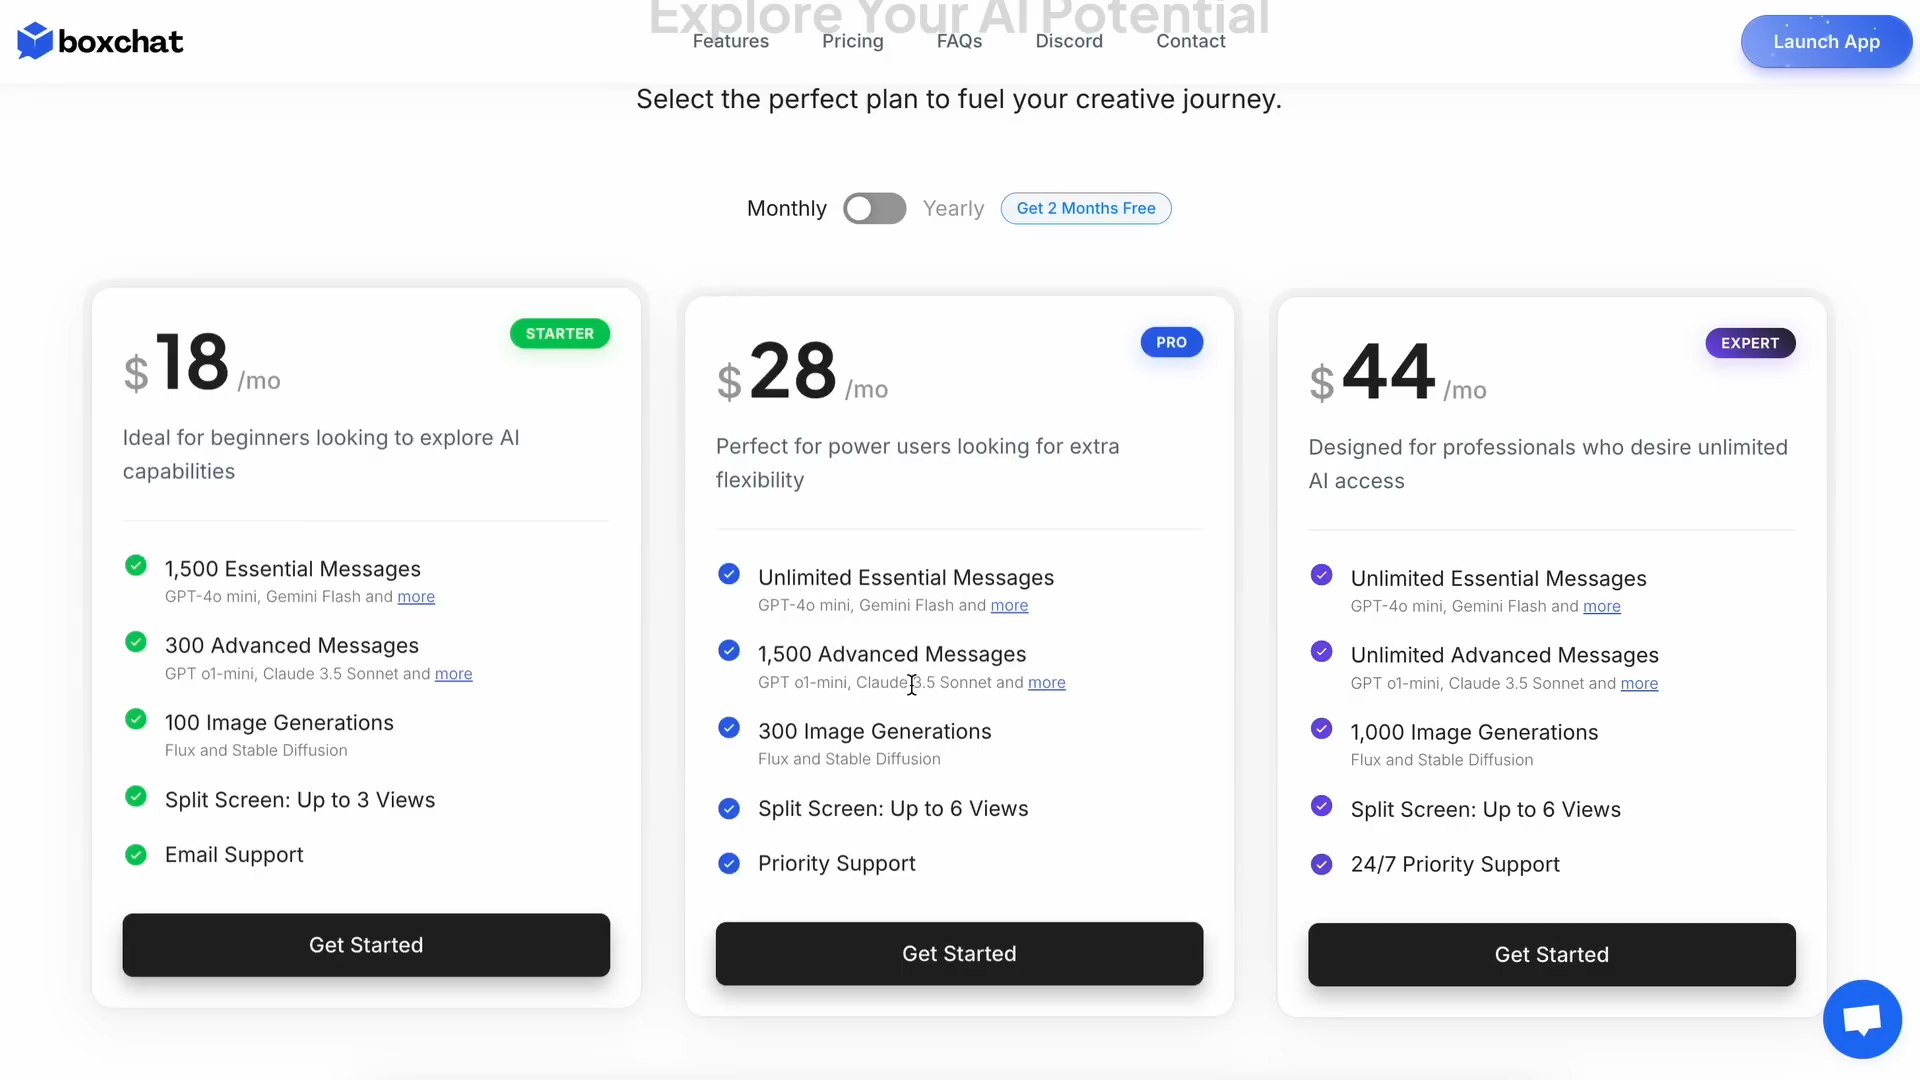 Explore Your AI Potential
boxchat
Features
Pricing
FAQs
Discord
Contact
Launch App
Select the perfect plan to fuel your creative journey.
Monthly
Yearly
Get 2 Months Free
$18 /mo
STARTER
Ideal for beginners looking to explore AI
capabilities
1,500 Essential Messages
GPT-4o mini, Gemini Flash and more
300 Advanced Messages
GPT o1-mini, Claude 3.5 Sonnet and more
100 Image Generations
Flux and Stable Diffusion
Split Screen: Up to 3 Views
Email Support
Get Started
$28 /mo
PRO
Perfect for power users looking for extra
flexibility
Unlimited Essential Messages
GPT-4o mini, Gemini Flash and more
1,500 Advanced Messages
GPT o1-mini, Claude 3.5 Sonnet and more
300 Image Generations
Flux and Stable Diffusion
Split Screen: Up to 6 Views
Priority Support
Get Started
$44 /mo
EXPERT
Designed for professionals who desire unlimited
AI access
Unlimited Essential Messages
GPT-4o mini, Gemini Flash and more
Unlimited Advanced Messages
GPT o1-mini, Claude 3.5 Sonnet and more
1,000 Image Generations
Flux and Stable Diffusion
Split Screen: Up to 6 Views
24/7 Priority Support
Get Started